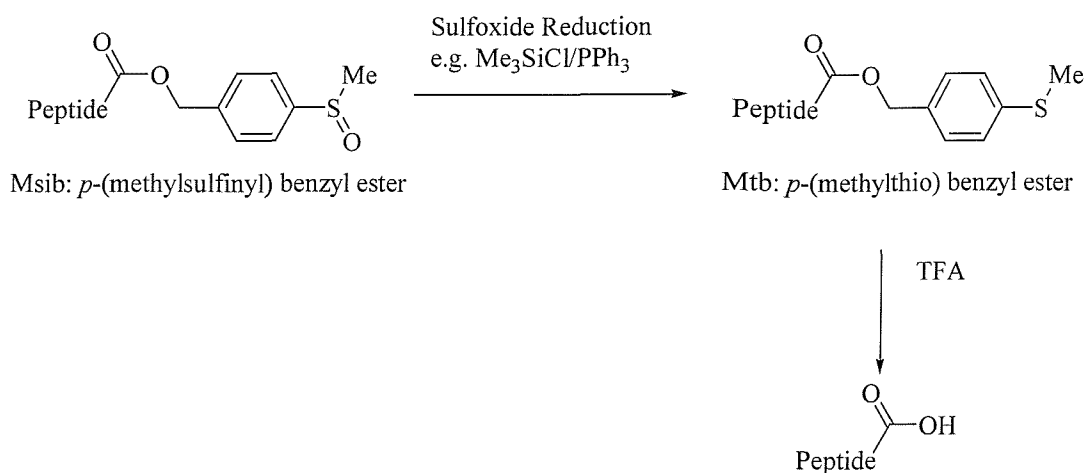 Sulfoxide Reduction
e.g. Me3SiCl/PPh3
O
O
Me
S
O
Peptide
Msib: p-(methylsulfinyl) benzyl ester
O
O
Me
S
Peptide
Mtb: p-(methylthio) benzyl ester
TFA
O
OH
Peptide